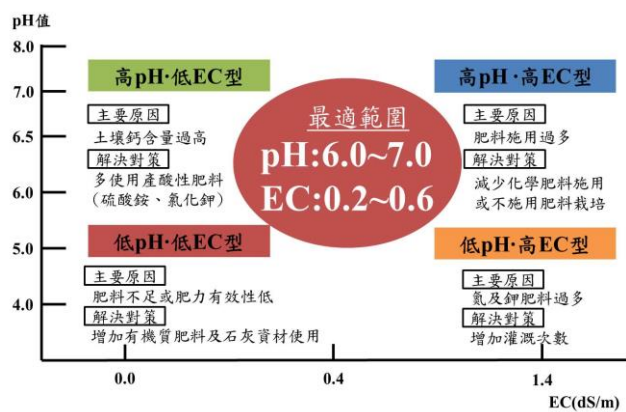 pH值
8.0
7.0
6.5
6.0
5.0
4.0
高pH·低EC型
主要原因
土壤鈣含量過高
解決對策
多使用產酸性肥料
(硫酸銨、氯化鉀)
最適範圍
pH:6.0~7.0
EC:0.2~0.6
高pH·高EC型
主要原因
肥料施用過多
解決對策
減少化學肥料施用
或不施用肥料栽培
低pH·低EC型
主要原因
肥料不足或肥力有效性低
解決對策
增加有機質肥料及石灰資材使用
低pH·高EC型
主要原因
氮及鉀肥料過多
解決對策
增加灌溉次數
0.0
0.4
1.4
EC(dS/m)